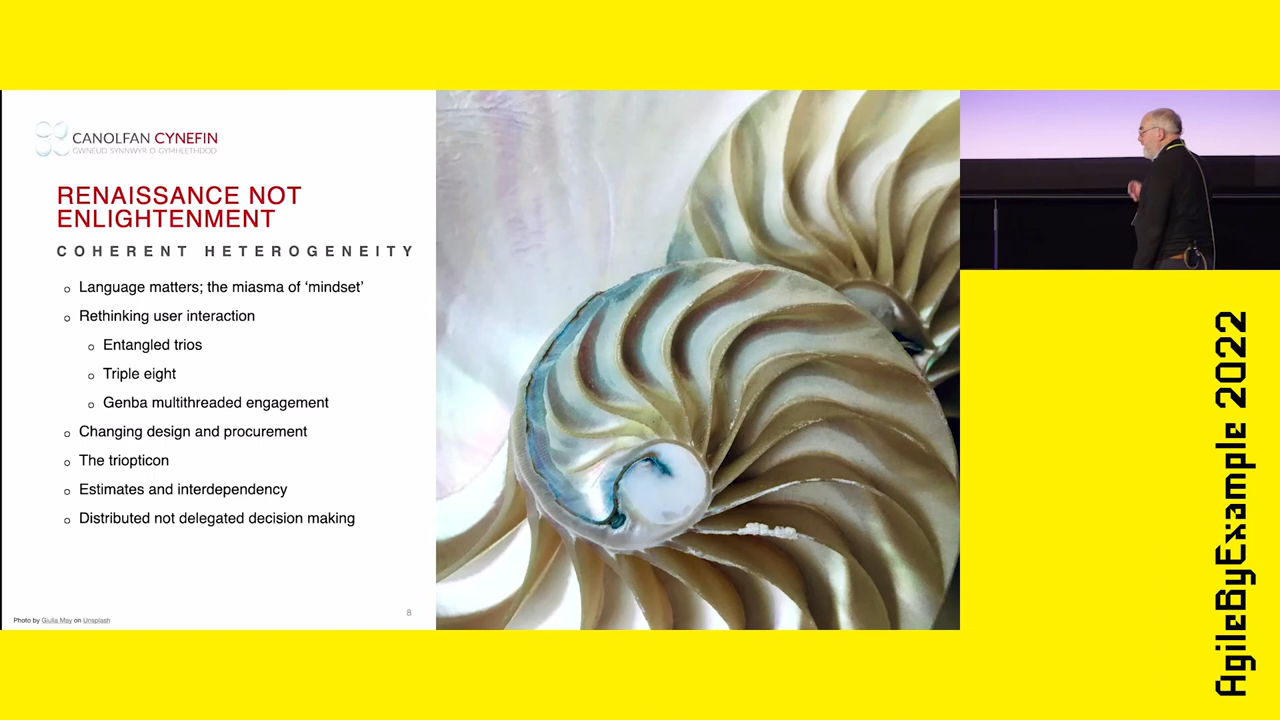 CANOLFAN CYNEFIN
GWNEUD SYNNWYR O GYMHLETHDOD
RENAISSANCE NOT
ENLIGHTENMENT
COHERENT HETEROGENEITY
Language matters; the miasma of ‘mindset’
Rethinking user interaction
Entangled trios
Triple eight
Genba multithreaded engagement
Changing design and procurement
The triopticon
Estimates and interdependency
Distributed not delegated decision making
8
Photo by Giulia May on Unsplash
AgileByExample 2022